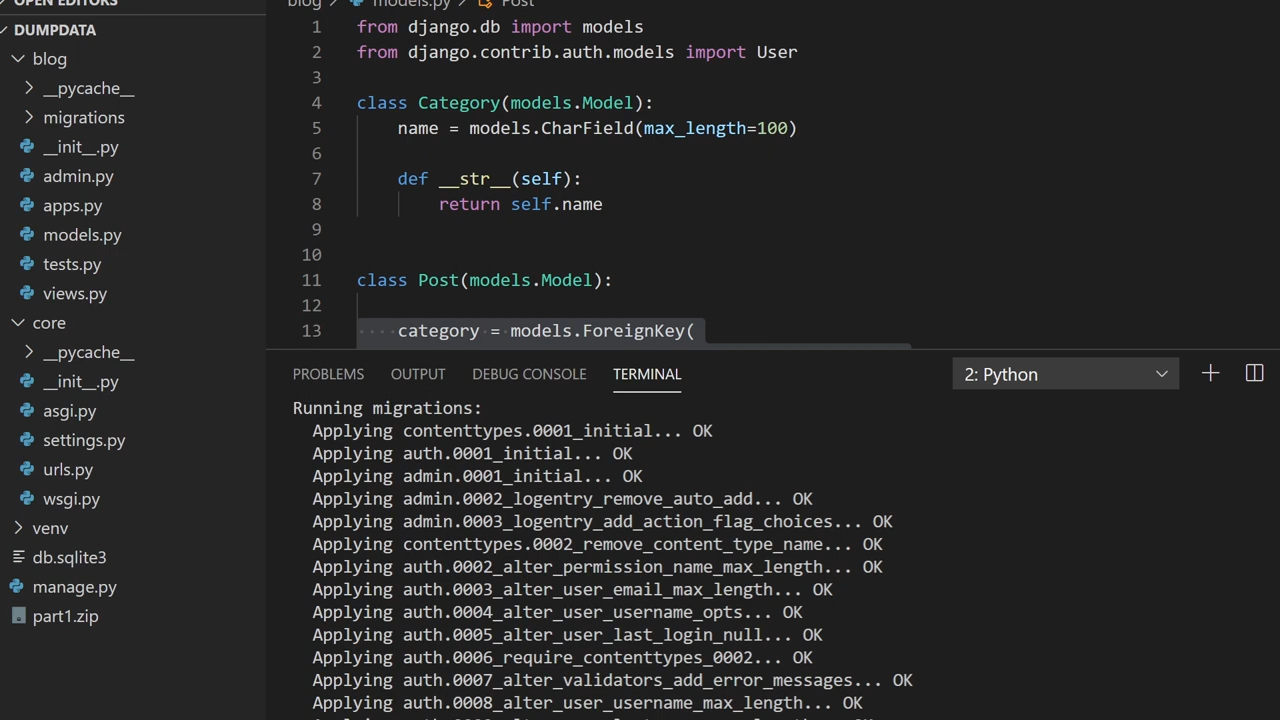 OPEN EDITORS
DUMPDATA
blog
__pycache__
migrations
__init__.py
admin.py
apps.py
models.py
tests.py
views.py
core
__pycache__
__init__.py
asgi.py
settings.py
urls.py
wsgi.py
venv
db.sqlite3
manage.py
part1.zip
blog > models.py > Post
1 from django.db import models
2 from django.contrib.auth.models import User
3
4 class Category(models.Model):
5     name = models.CharField(max_length=100)
6
7     def __str__(self):
8         return self.name
9
10
11 class Post(models.Model):
12
13 ····category = models.ForeignKey(
PROBLEMS OUTPUT DEBUG CONSOLE TERMINAL 2: Python
Running migrations:
  Applying contenttypes.0001_initial... OK
  Applying auth.0001_initial... OK
  Applying admin.0001_initial... OK
  Applying admin.0002_logentry_remove_auto_add... OK
  Applying admin.0003_logentry_add_action_flag_choices... OK
  Applying contenttypes.0002_remove_content_type_name... OK
  Applying auth.0002_alter_permission_name_max_length... OK
  Applying auth.0003_alter_user_email_max_length... OK
  Applying auth.0004_alter_user_username_opts... OK
  Applying auth.0005_alter_user_last_login_null... OK
  Applying auth.0006_require_contenttypes_0002... OK
  Applying auth.0007_alter_validators_add_error_messages... OK
  Applying auth.0008_alter_user_username_max_length... OK